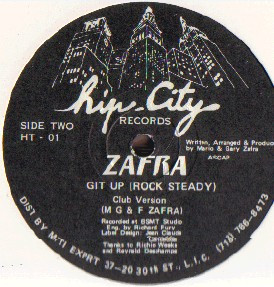 hip-City
RECORDS
SIDE TWO
HT - 01
Written, Arranged & Produced
by Mario & Gary Zafra
ASCAP
ZAFRA
GIT UP (ROCK STEADY)
Club Version
(M G & F ZAFRA)
Recorded at BSMT Studio
Eng. by Richard Fury
Label Design: Jean Claude
Thanks to Richie Weeks
and Reynald Deschamps
DIST BY MTI EXPRT 37-20 30th ST., L.I.C. (718) 786-8473